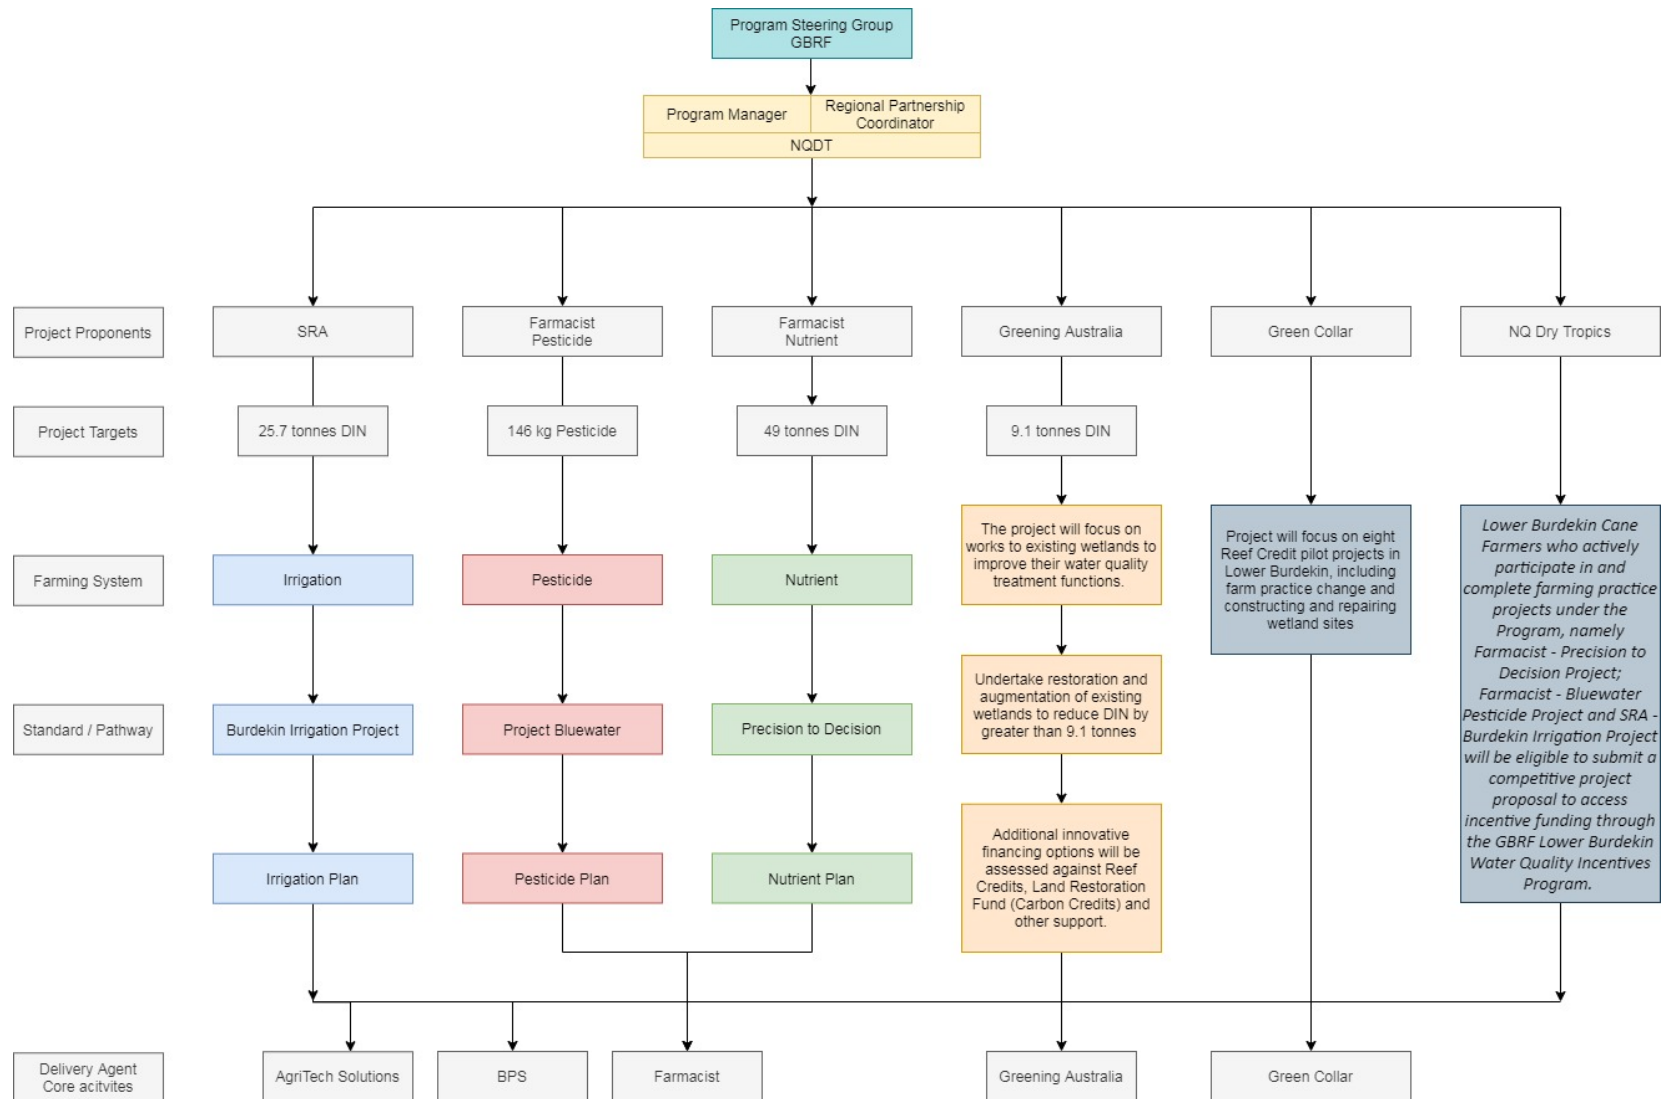 Program Steering Group
GBRF
Program Manager
Regional Partnership
Coordinator
NQDT
Project Proponents
SRA
Farmacist
Pesticide
Farmacist
Nutrient
Greening Australia
Green Collar
NQ Dry Tropics
Project Targets
25.7 tonnes DIN
146 kg Pesticide
49 tonnes DIN
9.1 tonnes DIN
Farming System
Irrigation
Pesticide
Nutrient
The project will focus on
works to existing wetlands to
improve their water quality
treatment functions.
Project will focus on eight
Reef Credit pilot projects in
Lower Burdekin, including
farm practice change and
constructing and repairing
wetland sites
Lower Burdekin Cane
Farmers who actively
participate in and
complete farming practice
projects under the
Program, namely
Farmacist - Precision to
Decision Project;
Farmacist - Bluewater
Pesticide Project and SRA -
Burdekin Irrigation Project
will be eligible to submit a
competitive project
proposal to access
incentive funding through
the GBRF Lower Burdekin
Water Quality Incentives
Program.
Standard / Pathway
Burdekin Irrigation Project
Project Bluewater
Precision to Decision
Undertake restoration and
augmentation of existing
wetlands to reduce DIN by
greater than 9.1 tonnes
Irrigation Plan
Pesticide Plan
Nutrient Plan
Additional innovative
financing options will be
assessed against Reef
Credits, Land Restoration
Fund (Carbon Credits) and
other support.
Delivery Agent
Core acitvites
AgriTech Solutions
BPS
Farmacist
Greening Australia
Green Collar